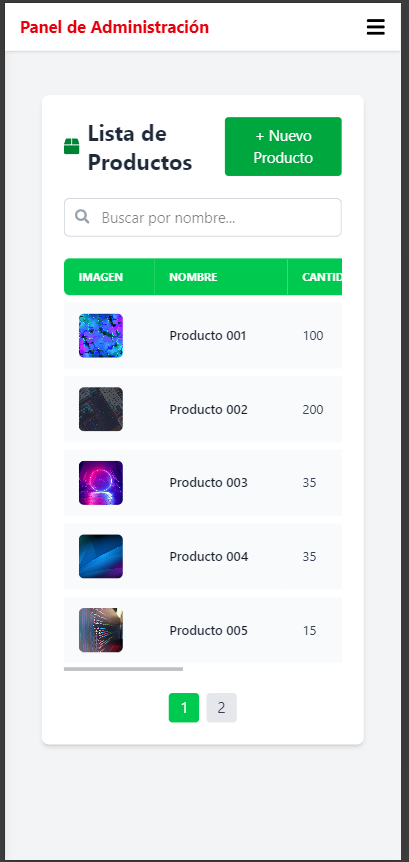 Panel de Administración
Lista de
Productos
+ Nuevo
Producto
Buscar por nombre...
IMAGEN NOMBRE CANTID
Producto 001 100
Producto 002 200
Producto 003 35
Producto 004 35
Producto 005 15
1 2